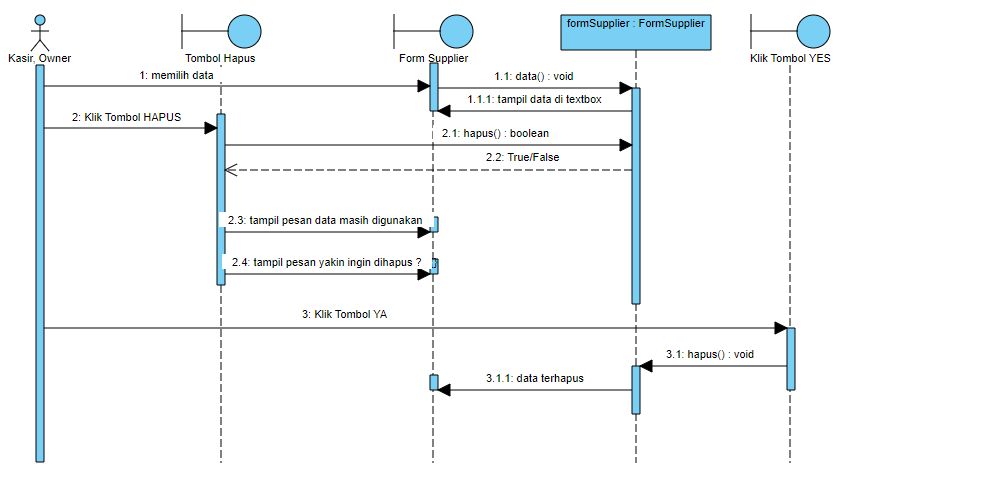 formSupplier : FormSupplier
Kasir, Owner
Tombol Hapus
Form Supplier
Klik Tombol YES
1: memilih data
1.1: data() : void
1.1.1: tampil data di textbox
2: Klik Tombol HAPUS
2.1: hapus() : boolean
2.2: True/False
2.3: tampil pesan data masih digunakan
2.4: tampil pesan yakin ingin dihapus ?
3: Klik Tombol YA
3.1: hapus() : void
3.1.1: data terhapus